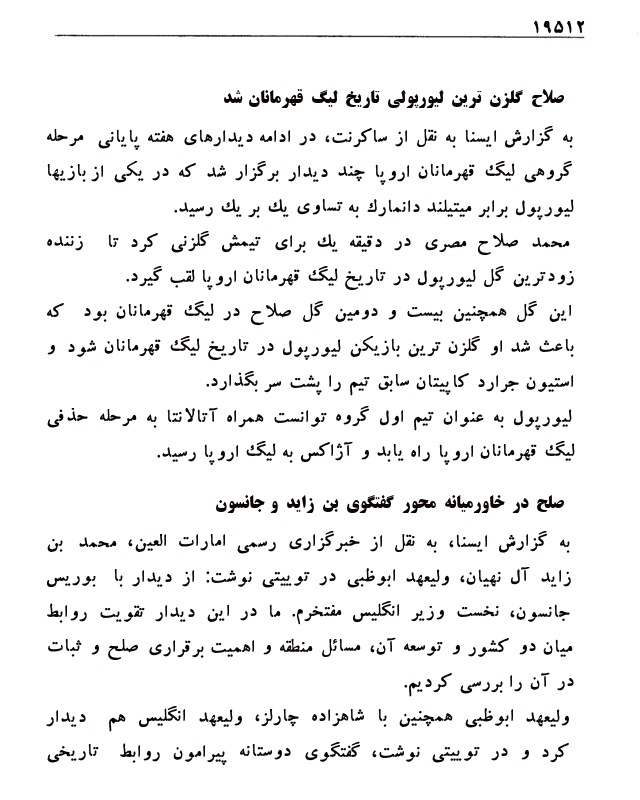 ۱۹۵۱۲
صلاح گلزن ترین لیورپولی تاریخ لیگ قهرمانان شد
به گزارش ایسنا به نقل از ساکرنت، در ادامه دیدارهای هفته پایانی مرحله
گروهی لیگ قهرمانان اروپا چند دیدار برگزار شد که در یکی از بازیها
لیورپول برابر میتیلند دانمارک به تساوی یک بر یک رسید.
محمد صلاح مصری در دقیقه یک برای تیمش گلزنی کرد تا زننده
زودترین گل لیورپول در تاریخ لیگ قهرمانان اروپا لقب گیرد.
این گل همچنین بیست و دومین گل صلاح در لیگ قهرمانان بود که
باعث شد او گلزن ترین بازیکن لیورپول در تاریخ لیگ قهرمانان شود و
استیون جرارد کاپیتان سابق تیم را پشت سر بگذارد.
لیورپول به عنوان تیم اول گروه توانست همراه آتالانتا به مرحله حذفی
لیگ قهرمانان اروپا راه یابد و آژاکس به لیگ اروپا رسید.
صلح در خاورمیانه محور گفتگوی بن زاید و جانسون
به گزارش ایسنا، به نقل از خبرگزاری رسمی امارات العین، محمد بن
زاید آل نهیان، ولیعهد ابوظبی در توییتی نوشت: از دیدار با بوریس
جانسون، نخست وزیر انگلیس مفتخرم. ما در این دیدار تقویت روابط
میان دو کشور و توسعه آن، مسائل منطقه و اهمیت برقراری صلح و ثبات
در آن را بررسی کردیم.
ولیعهد ابوظبی همچنین با شاهزاده چارلز، ولیعهد انگلیس هم دیدار
کرد و در توییتی نوشت، گفتگوی دوستانه پیرامون روابط تاریخی